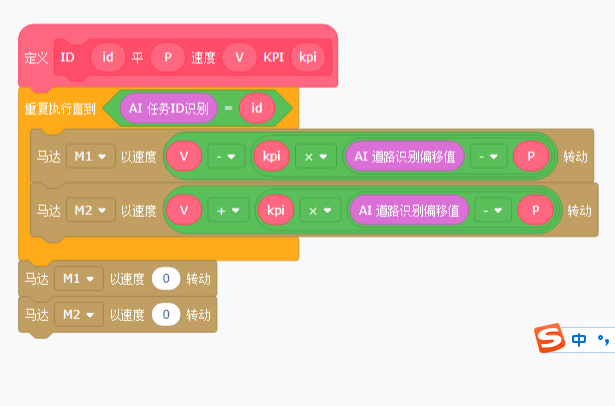 定义 ID id 平 P 速度 V KPI kpi
重复执行直到 AI 任务ID识别 = id
马达 M1 以速度 V - kpi × AI 道路识别偏移值 - P 转动
马达 M2 以速度 V + kpi × AI 道路识别偏移值 - P 转动
马达 M1 以速度 0 转动
马达 M2 以速度 0 转动
S 中 °,